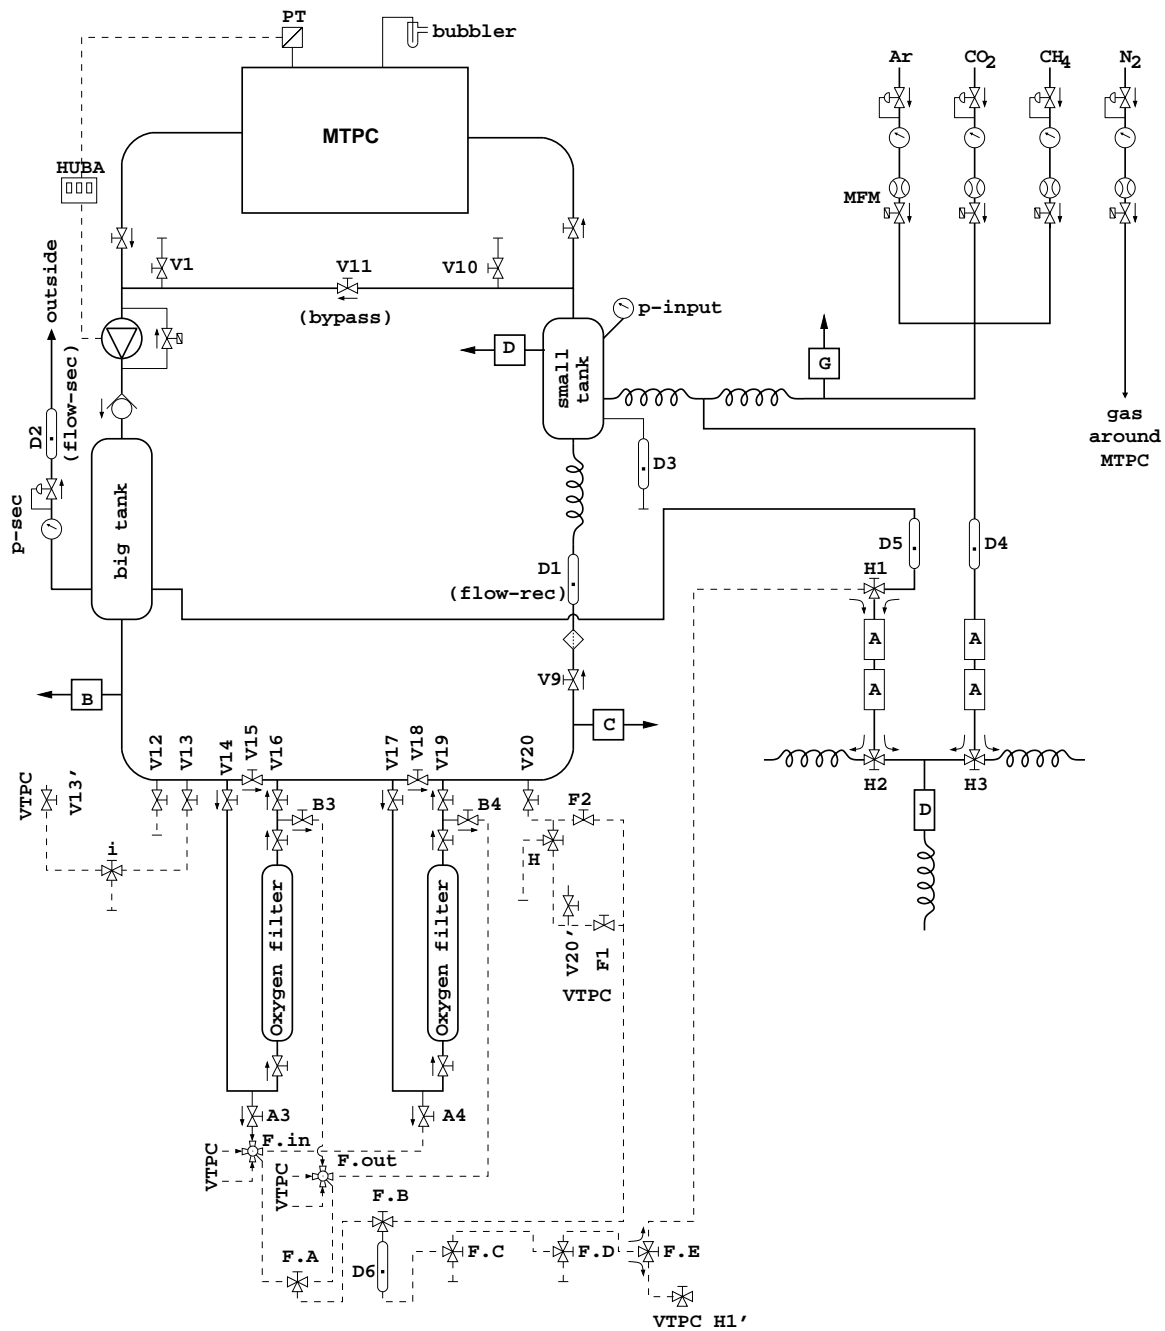 PT
bubbler
Ar
CO2
CH4
N2
MTPC
HUBA
MFM
outside
V1
V11
V10
(bypass)
p-input
D
small
tank
G
D2
(flow-sec)
gas
around
MTPC
D3
p-sec
big tank
D1
(flow-rec)
D5
D4
H1
A
A
A
A
B
V9
C
V12
V13
V14
V15
V16
V17
V18
V19
V20
VTPC
V13'
H2
H3
B3
B4
F2
D
i
H
Oxygen filter
Oxygen filter
V20'
F1
VTPC
A3
A4
F.in
VTPC
F.out
VTPC
F.B
F.A
D6
F.C
F.D
F.E
VTPC H1'